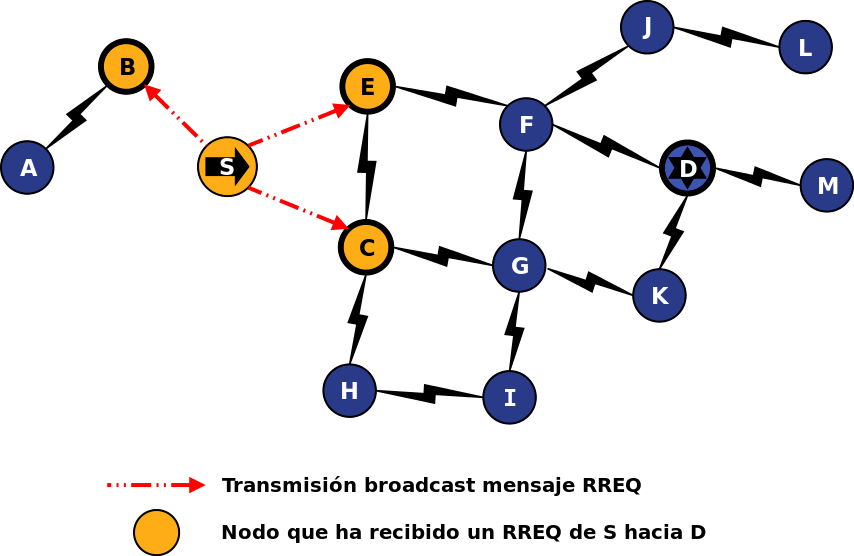 J
L
B
E
F
A
S
D
M
C
G
K
H
I
Transmisión broadcast mensaje RREQ
Nodo que ha recibido un RREQ de S hacia D